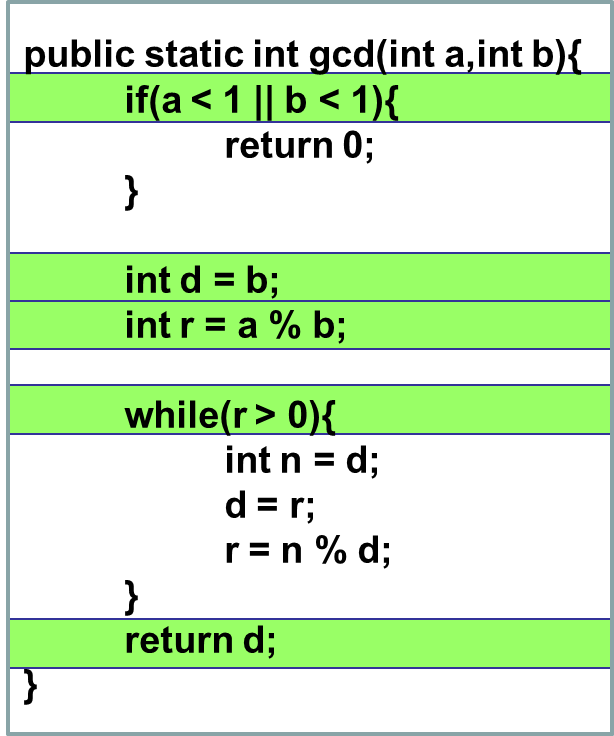 public static int gcd(int a,int b){
if(a < 1 || b < 1){
return 0;
}
int d = b;
int r = a % b;
while(r > 0){
int n = d;
d = r;
r = n % d;
}
return d;
}